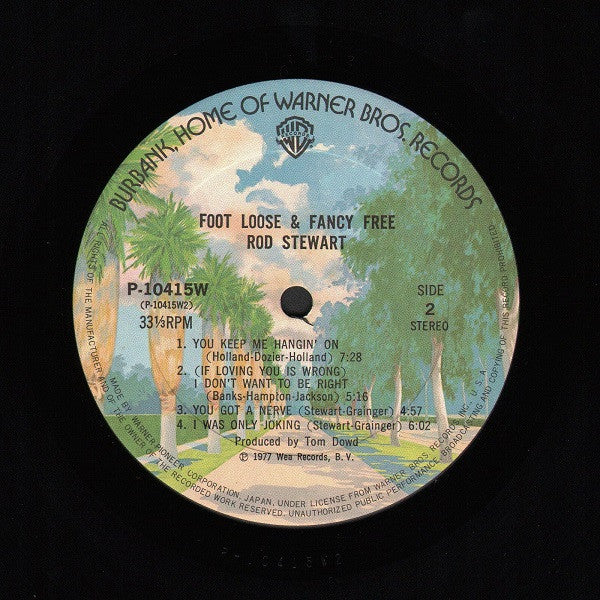 BURBANK, HOME OF WARNER BROS. RECORDS
FOOT LOOSE & FANCY FREE
ROD STEWART
P-10415W
(P-10415W2)
33⅓RPM
SIDE
2
STEREO
1. YOU KEEP ME HANGIN' ON
(Holland-Dozier-Holland) 7:28
2. (IF LOVING YOU IS WRONG)
I DON'T WANT TO BE RIGHT
(Banks-Hampton-Jackson) 5:16
3. YOU GOT A NERVE (Stewart-Grainger) 4:57
4. I WAS ONLY JOKING (Stewart-Grainger) 6:02
Produced by Tom Dowd
℗ 1977 Wea Records, B. V.
MADE BY WARNER-PIONEER CORPORATION, JAPAN, UNDER LICENSE FROM WARNER BROS. RECORDS, INC., U.S.A.
ALL RIGHTS OF THE MANUFACTURER AND OF THE OWNER OF THE RECORDED WORK RESERVED. UNAUTHORIZED PUBLIC PERFORMANCE, BROADCASTING AND COPYING OF THIS RECORD PROHIBITED.